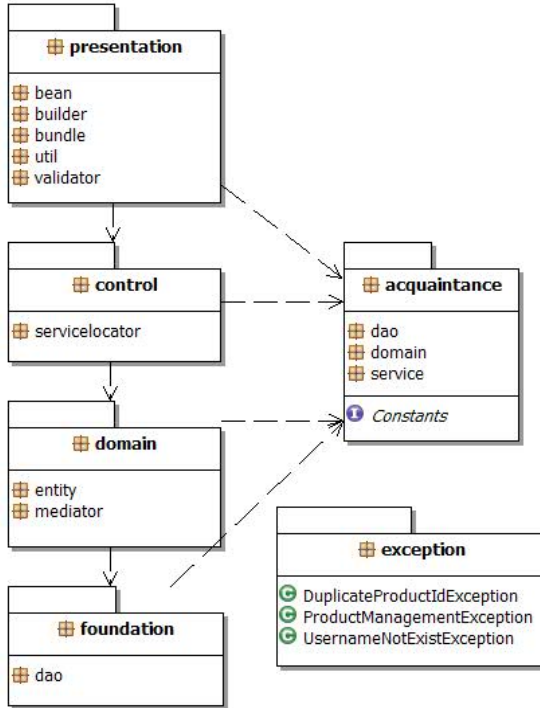 presentation
bean
builder
bundle
util
validator
control
servicelocator
acquaintance
dao
domain
service
I Constants
domain
entity
mediator
exception
C DuplicateProductIdException
C ProductManagementException
C UsernameNotExistException
foundation
dao